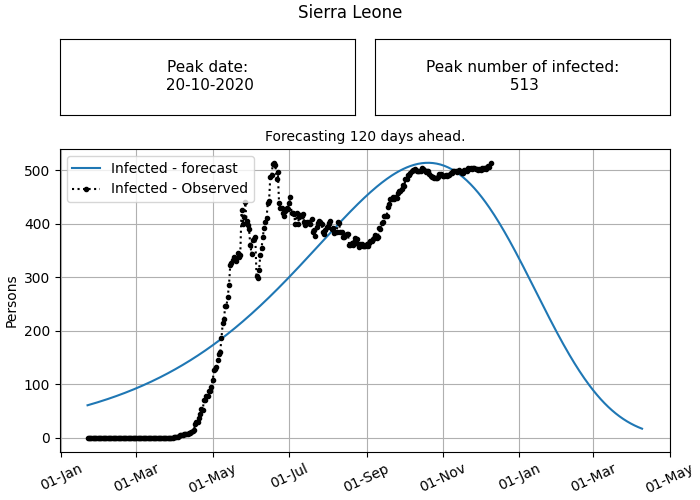 Sierra Leone
Peak date:
20-10-2020
Peak number of infected:
513
Forecasting 120 days ahead.
Infected - forecast
Infected - Observed
Persons
500
400
300
200
100
0
01-Jan
01-Mar
01-May
01-Jul
01-Sep
01-Nov
01-Jan
01-Mar
01-May